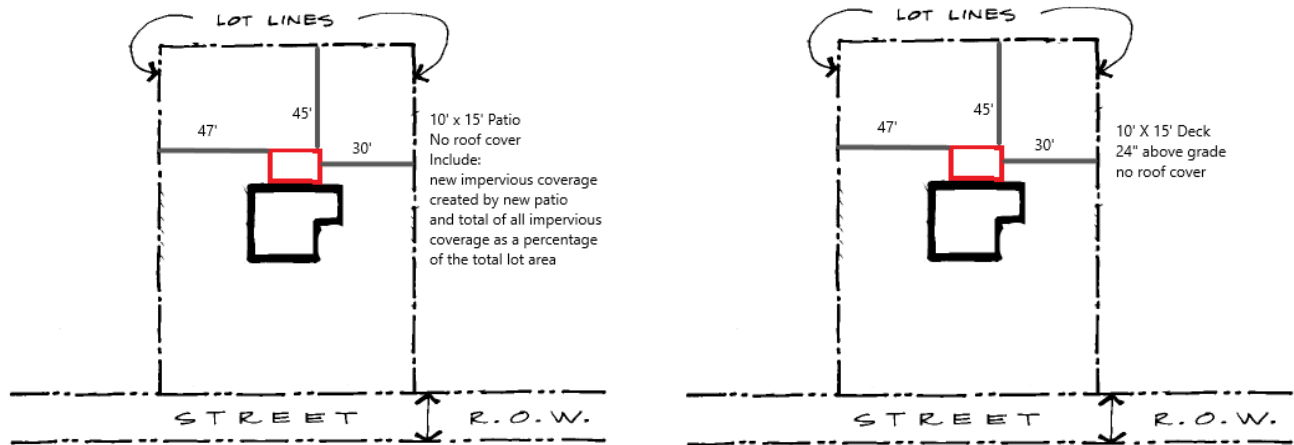 LOT LINES
45'
47'
30'
10' x 15' Patio
No roof cover
Include:
new impervious coverage
created by new patio
and total of all impervious
coverage as a percentage
of the total lot area
STREET
R.O.W.
LOT LINES
45'
47'
30'
10' X 15' Deck
24" above grade
no roof cover
STREET
R.O.W.